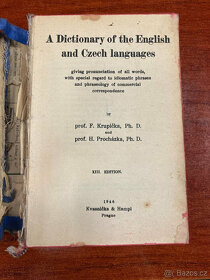 A Dictionary of the English
and Czech languages
giving pronunciation of all words,
with special regard to idiomatic phrases
and phraseology of commercial
correspondence
BY
prof. F. Krupička, Ph. D.
and
prof. H. Procházka, Ph. D.
XIII. EDITION.
1946
Kvasnička & Hampl
Prague